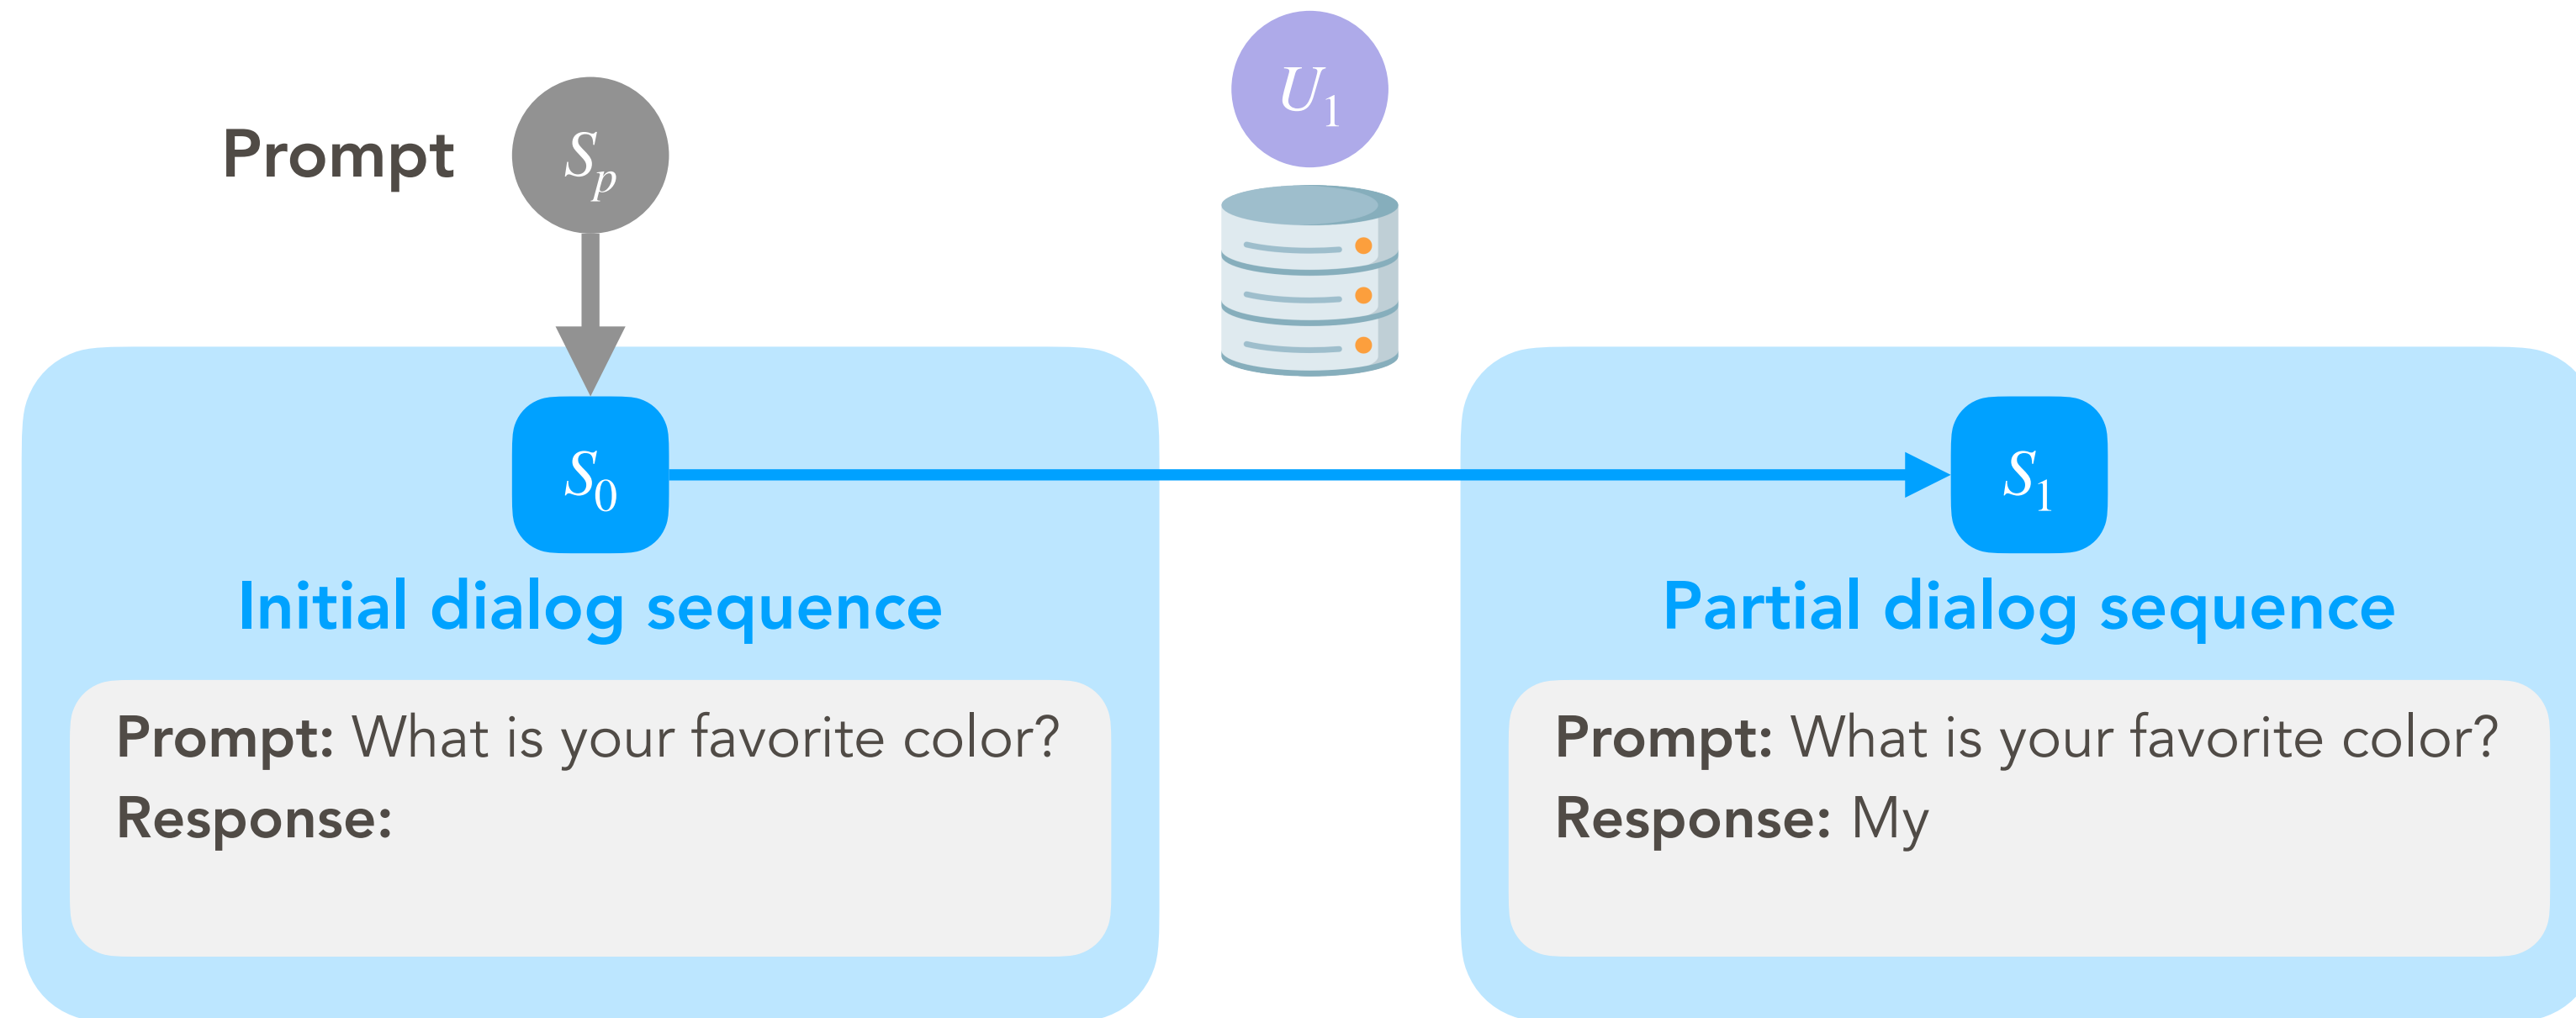 U1
Prompt
Sp
S0
S1
Initial dialog sequence
Prompt: What is your favorite color?
Response:
Partial dialog sequence
Prompt: What is your favorite color?
Response: My